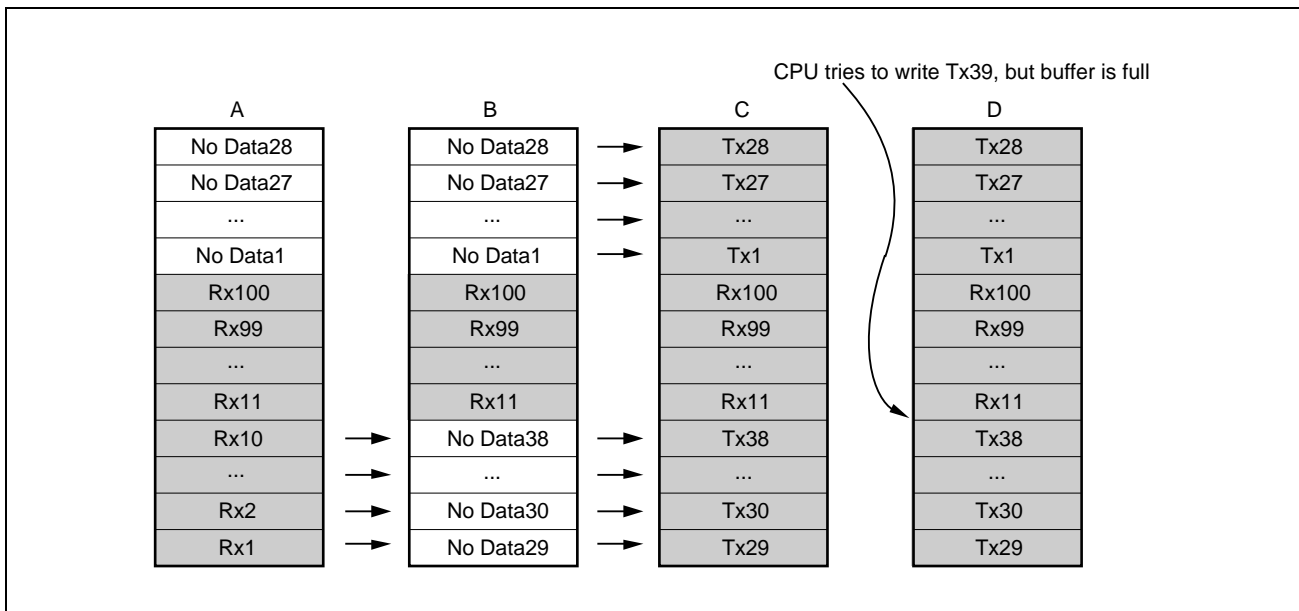 CPU tries to write Tx39, but buffer is full
A B C D
No Data28 No Data28 Tx28 Tx28
No Data27 No Data27 Tx27 Tx27
... ... ... ...
No Data1 No Data1 Tx1 Tx1
Rx100 Rx100 Rx100 Rx100
Rx99 Rx99 Rx99 Rx99
... ... ... ...
Rx11 Rx11 Rx11 Rx11
Rx10 No Data38 Tx38 Tx38
... ... ... ...
Rx2 No Data30 Tx30 Tx30
Rx1 No Data29 Tx29 Tx29